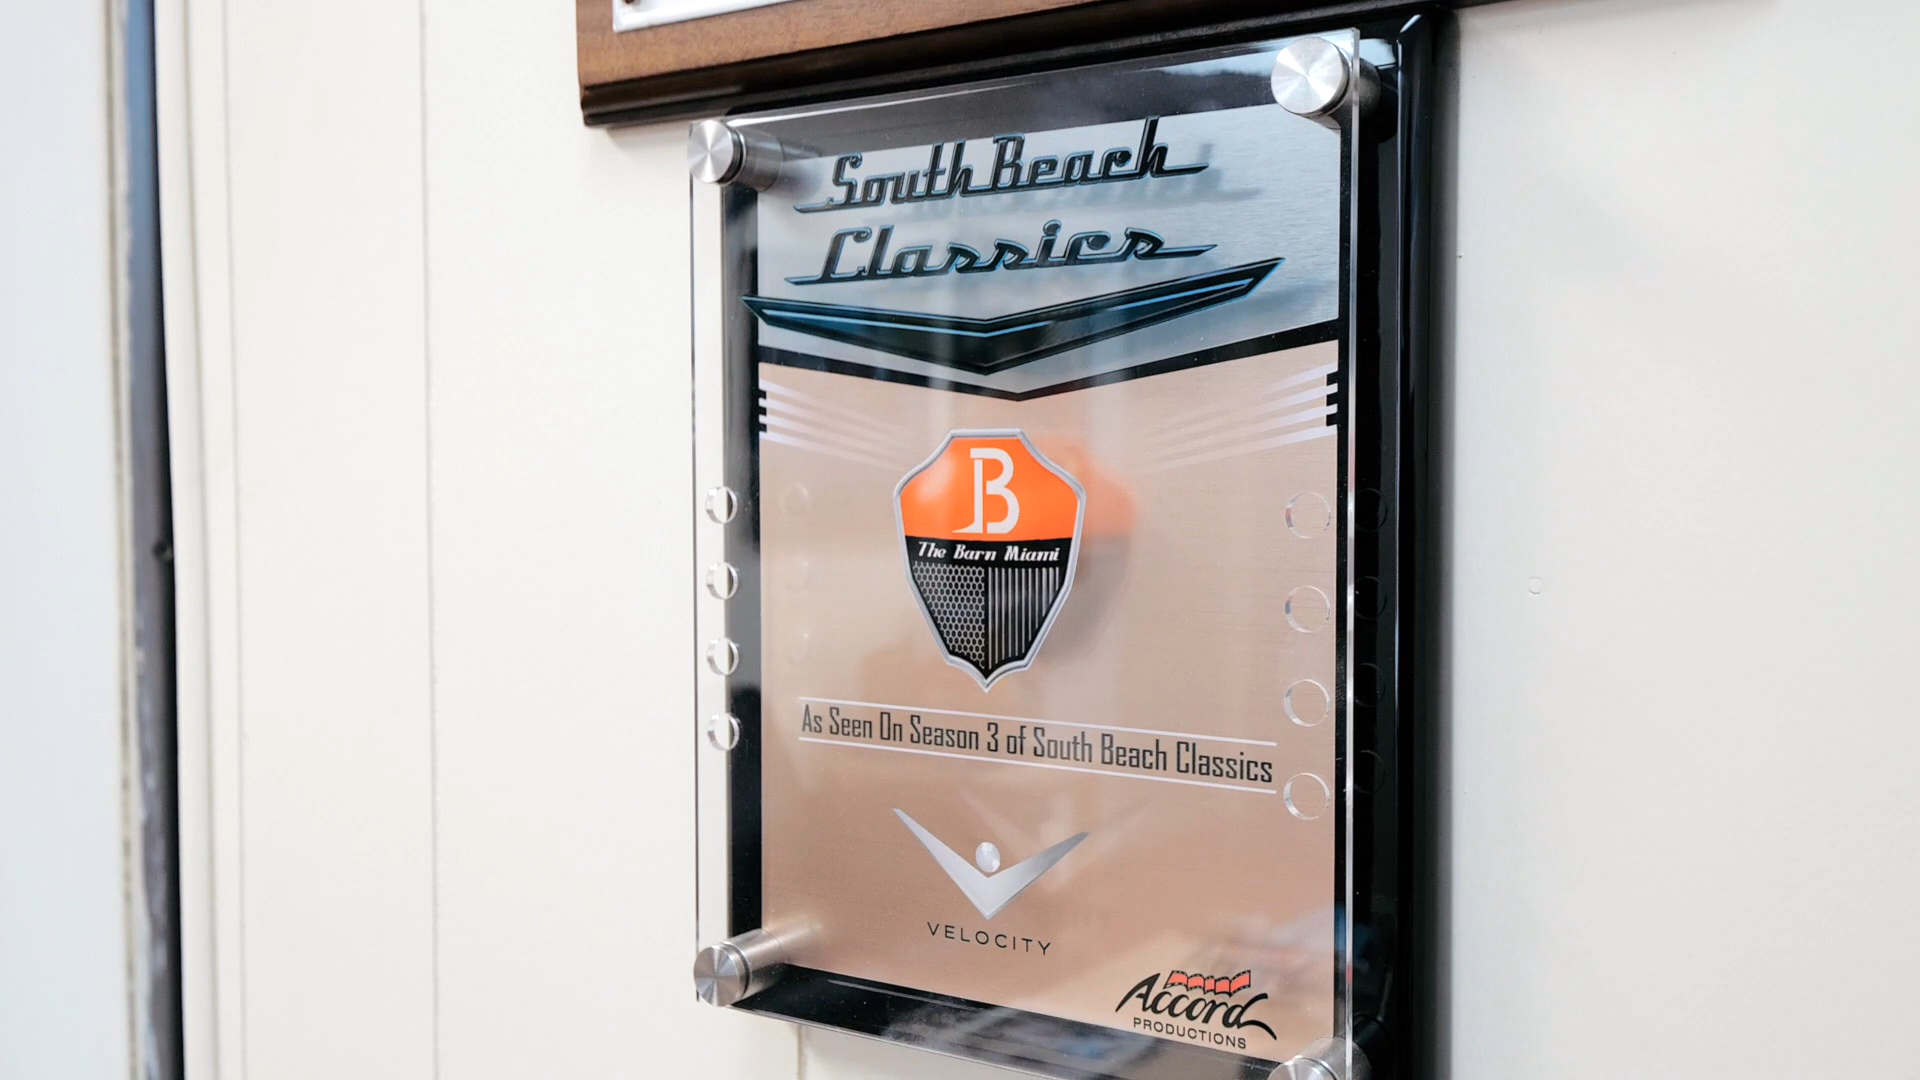 South Beach
Classics
B
The Barn Miami
As Seen On Season 3 of South Beach Classics
VELOCITY
Accord
PRODUCTIONS